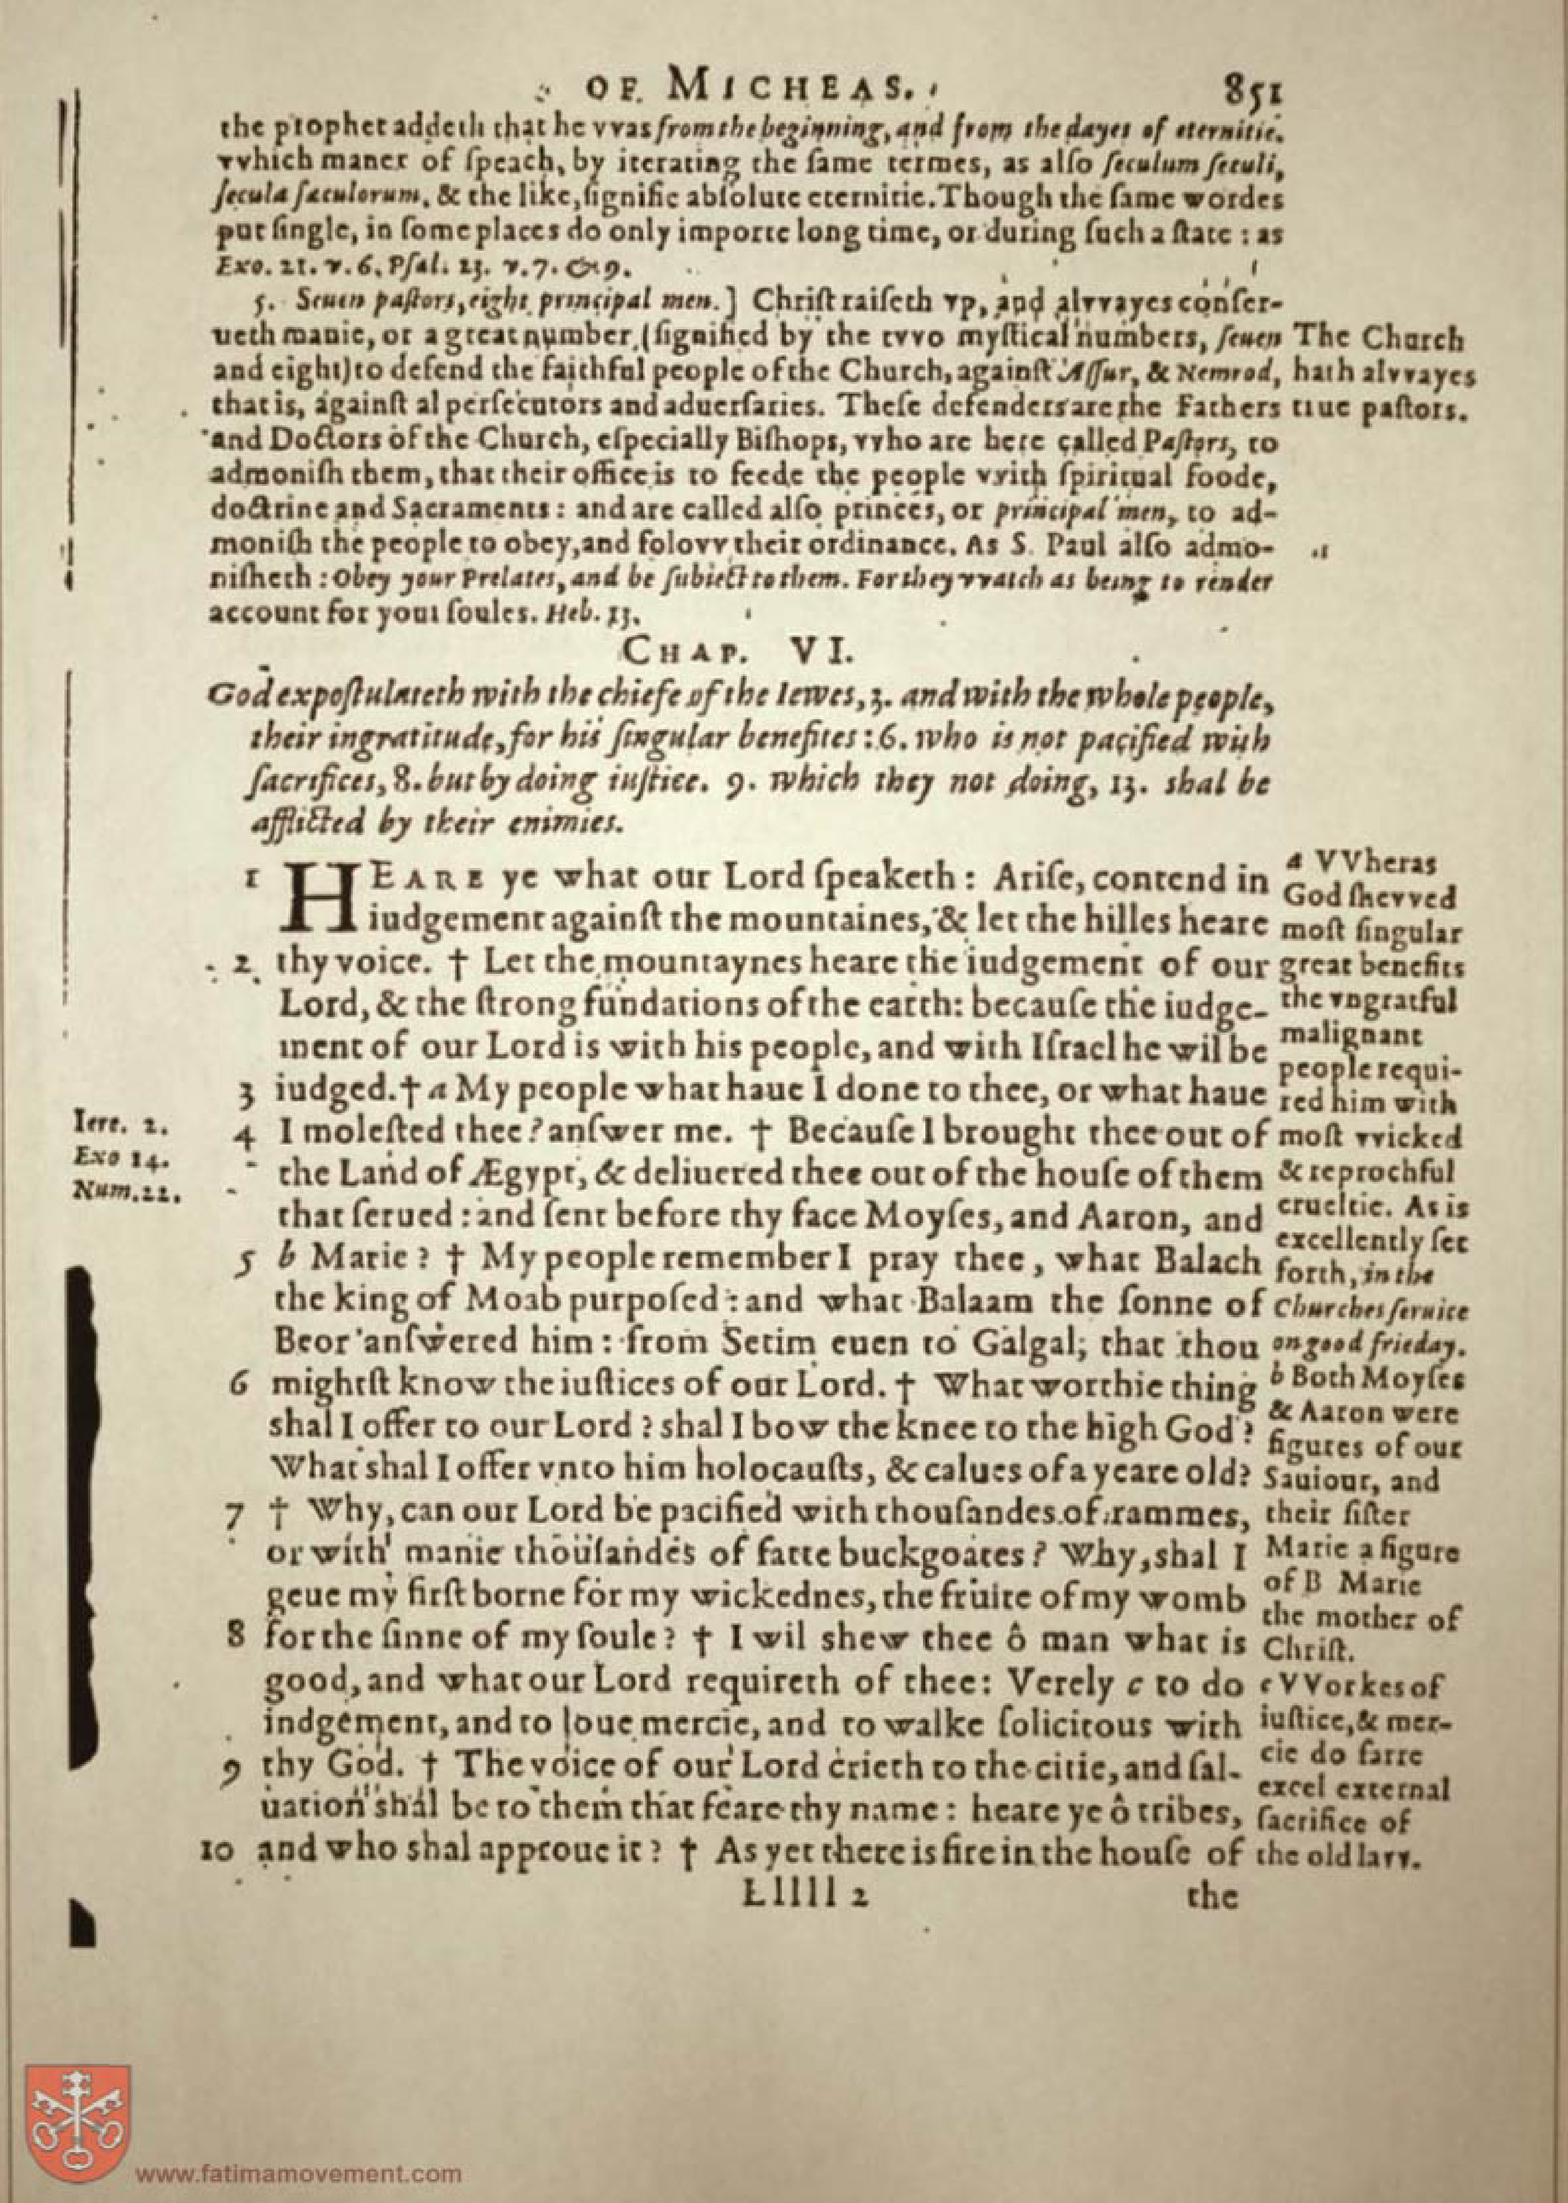 OF MICHEAS. 851
the prophet addeth that he vvas from the beginning, and from the dayes of eternitie.
vvhich maner of ſpeach, by iterating the ſame termes, as alſo ſeculum ſeculi,
ſecula ſæculorum, & the like, ſignifie abſolute eternitie. Though the ſame wordes
put ſingle, in ſome places do only importe long time, or during ſuch a ſtate: as
Exo. 21. v. 6. Pſal. 23. v. 7. & 9.
5. Seuen paſtors, eight principal men.] Chriſt raiſeth vp, and alvvayes conſer-
ueth manie, or a great number (ſignified by the tvvo myſtical numbers, ſeuen
and eight) to defend the faithful people of the Church, againſt Aſſur, & Nemrod,
that is, againſt al perſecutors and aduerſaries. Theſe defenders are the Fathers
and Doctors of the Church, eſpecially Biſhops, vvho are here called Paſtors, to
admoniſh them, that their office is to feede the people vvith ſpiritual foode,
doctrine and Sacraments: and are called alſo princes, or principal men, to ad-
moniſh the people to obey, and folovv their ordinance. As S. Paul alſo admo-
niſheth: Obey your Prelates, and be ſubiect to them. For they vvatch as being to render
account for your ſoules. Heb. 13.
The Church
hath alvvayes
true paſtors.
CHAP. VI.
God expoſtulateth with the chiefe of the Iewes, 3. and with the whole people,
their ingratitude, for his ſingular benefites: 6. who is not pacified with
ſacrifices, 8. but by doing iuſtice. 9. which they not doing, 13. shal be
afflicted by their enimies.
1 HEARE ye what our Lord ſpeaketh: Ariſe, contend in
iudgement againſt the mountaines, & let the hilles heare
2 thy voice. † Let the mountaynes heare the iudgement of our
Lord, & the ſtrong fundations of the earth: becauſe the iudge-
ment of our Lord is with his people, and with Iſrael he wil be
3 iudged. † a My people what haue I done to thee, or what haue
4 I moleſted thee? anſwer me. † Becauſe I brought thee out of
the Land of Ægypt, & deliuered thee out of the houſe of them
that ſerued: and ſent before thy face Moyſes, and Aaron, and
5 b Marie? † My people remember I pray thee, what Balach
the king of Moab purpoſed: and what Balaam the ſonne of
Beor anſwered him: from Setim euen to Galgal; that thou
6 mightſt know the iuſtices of our Lord. † What worthie thing
shal I offer to our Lord? shal I bow the knee to the high God?
What shal I offer vnto him holocauſts, & calues of a yeare old?
7 † Why, can our Lord be pacified with thouſandes of rammes,
or with manie thouſandes of fatte buckgoates? Why, shal I
geue my firſt borne for my wickednes, the fruite of my womb
8 for the ſinne of my ſoule? † I wil shew thee ô man what is
good, and what our Lord requireth of thee: Verely c to do
iudgement, and to loue mercie, and to walke ſolicitous with
9 thy God. † The voice of our Lord crieth to the citie, and ſal-
uation shal be to them that feare thy name: heare ye ô tribes,
10 and who shal approue it? † As yet there is fire in the houſe of
Iere. 2.
Exo 14.
Num. 22.
a VVheras
God ſhevved
moſt ſingular
great benefits
the vngratful
malignant
people requi-
red him with
moſt vvicked
& reprochful
crueltie. As is
excellently ſet
forth, in the
Churches ſeruice
on good frieday.
b Both Moyſes
& Aaron were
figures of our
Sauiour, and
their ſiſter
Marie a figure
of B Marie
the mother of
Chriſt.
c VVorkes of
iuſtice, & mer-
cie do farre
excel external
ſacrifice of
the old lavv.
Lllll 2 the
www.fatimamovement.com